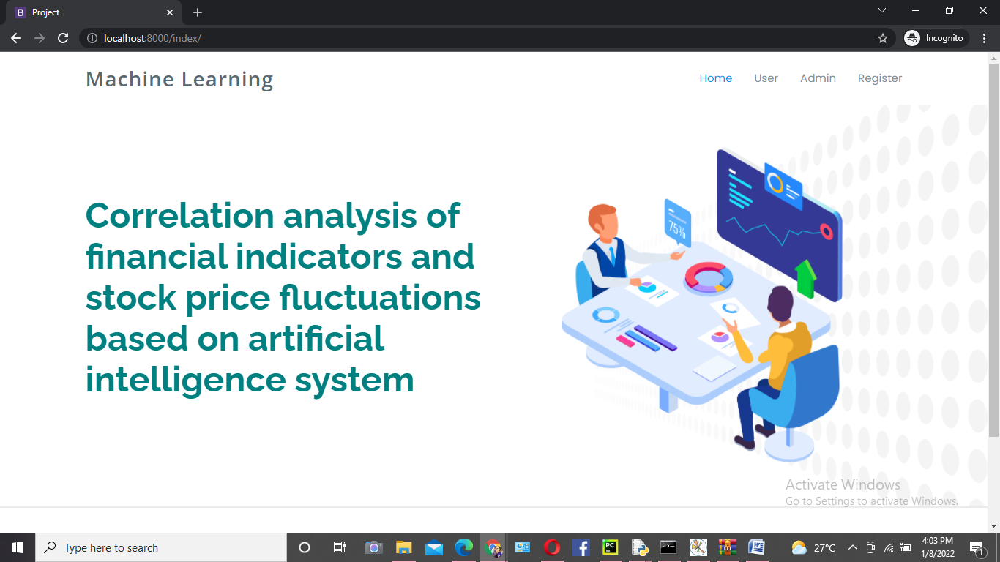 B Project
localhost:8000/index/
Incognito
Machine Learning
Home User Admin Register
Correlation analysis of
financial indicators and
stock price fluctuations
based on artificial
intelligence system
75%
Activate Windows
Go to Settings to activate Windows.
Type here to search
PC
W
27°C
4:03 PM
1/8/2022
1